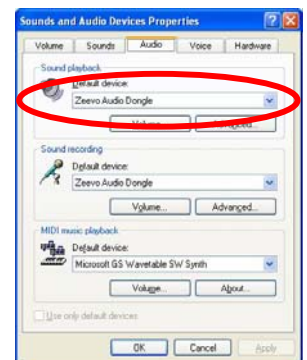 Sounds and Audio Devices Properties
Volume Sounds Audio Voice Hardware
Sound playback
Default device:
Zeevo Audio Dongle
Volume... Advanced...
Sound recording
Default device:
Zeevo Audio Dongle
Volume... Advanced...
MIDI music playback
Default device:
Microsoft GS Wavetable SW Synth
Volume... About...
Use only default devices
OK Cancel Apply